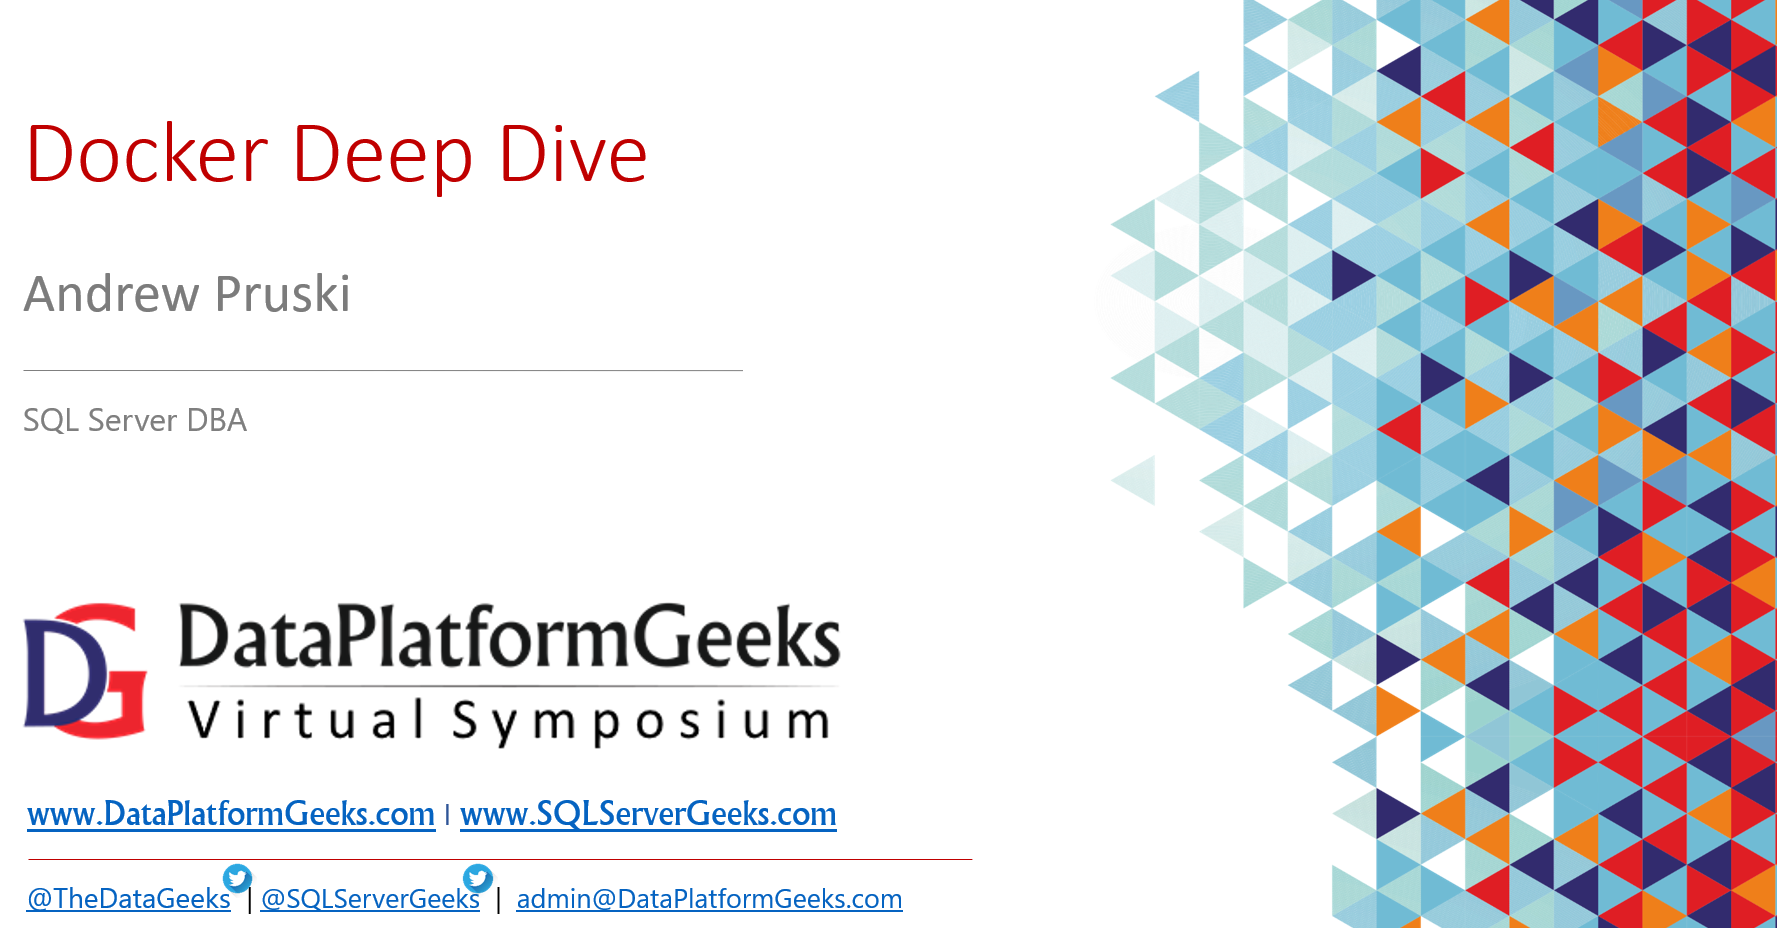 Docker Deep Dive
Andrew Pruski
SQL Server DBA
DG
DataPlatformGeeks
Virtual Symposium
www.DataPlatformGeeks.com | www.SQLServerGeeks.com
@TheDataGeeks | @SQLServerGeeks | admin@DataPlatformGeeks.com